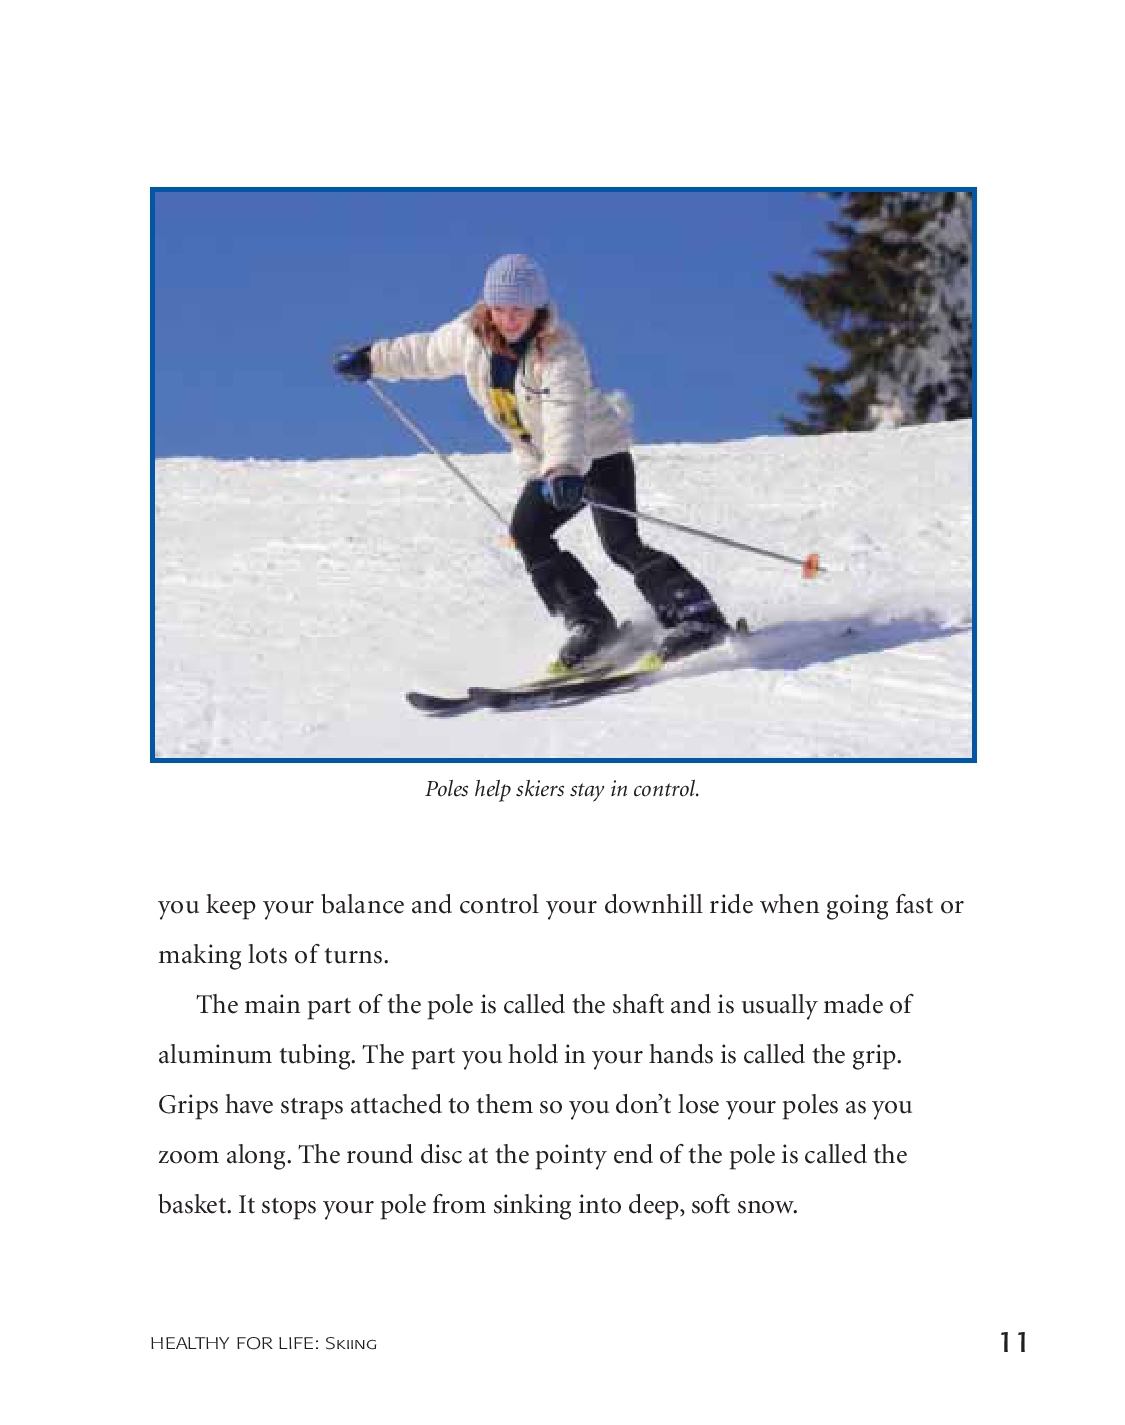 Poles help skiers stay in control.
you keep your balance and control your downhill ride when going fast or
making lots of turns.
The main part of the pole is called the shaft and is usually made of
aluminum tubing. The part you hold in your hands is called the grip.
Grips have straps attached to them so you don’t lose your poles as you
zoom along. The round disc at the pointy end of the pole is called the
basket. It stops your pole from sinking into deep, soft snow.
HEALTHY FOR LIFE: Skiing
11